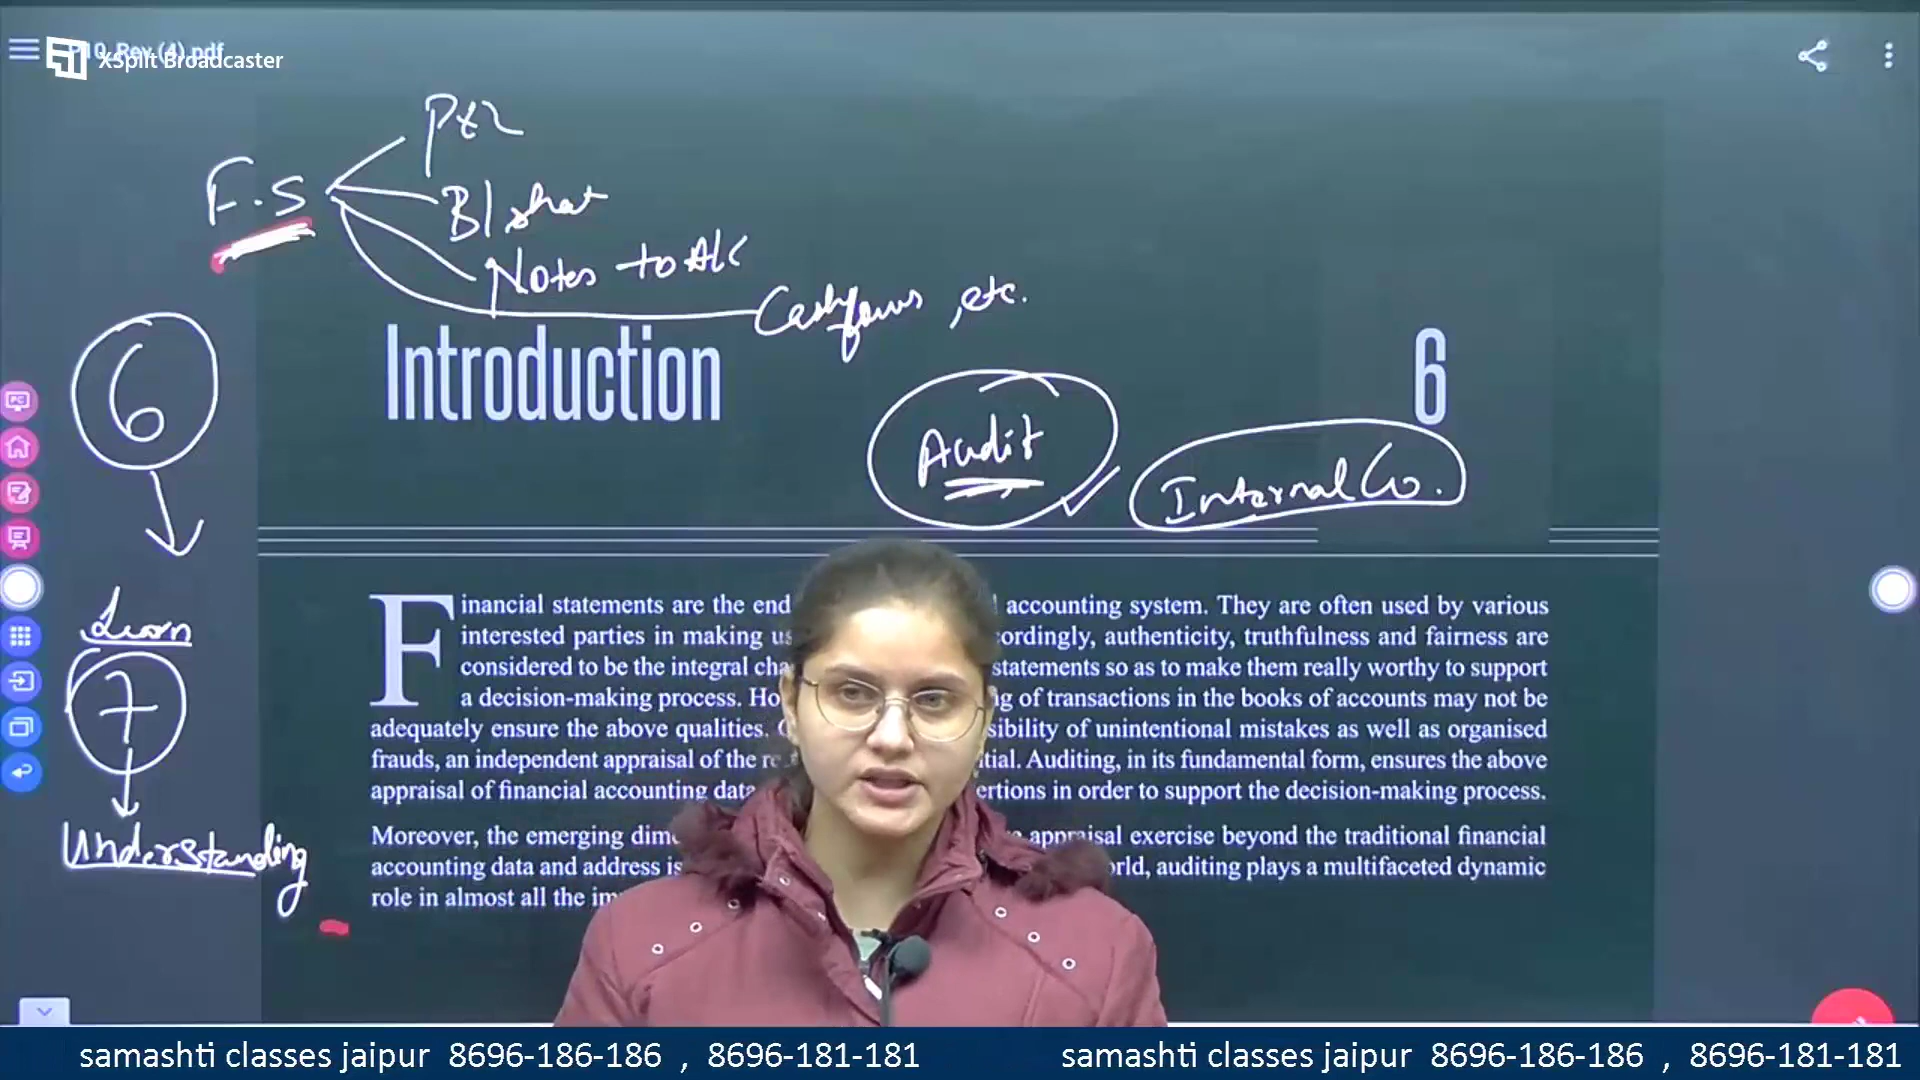 P10_Rev (4).pdf
XSplit Broadcaster
P&L
F.S
B/shet
Notes to A/c
Cashflows, etc.
Introduction
6
6
Audit
Internal Co.
Learn
7
Understanding
Financial statements are the end accounting system. They are often used by various
interested parties in making us ordingly, authenticity, truthfulness and fairness are
considered to be the integral cha statements so as to make them really worthy to support
a decision-making process. Ho g of transactions in the books of accounts may not be
adequately ensure the above qualities. sibility of unintentional mistakes as well as organised
frauds, an independent appraisal of the re tial. Auditing, in its fundamental form, ensures the above
appraisal of financial accounting data ertions in order to support the decision-making process.
Moreover, the emerging dime appraisal exercise beyond the traditional financial
accounting data and address is orld, auditing plays a multifaceted dynamic
role in almost all the im
samashti classes jaipur 8696-186-186 , 8696-181-181 samashti classes jaipur 8696-186-186 , 8696-181-181